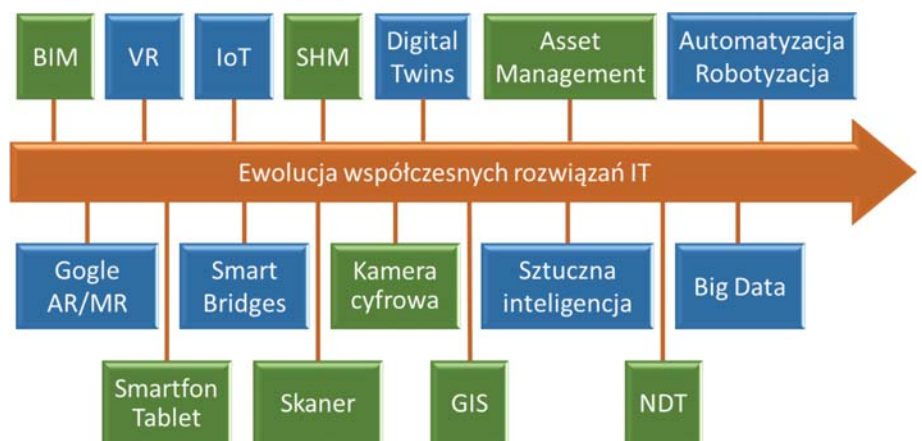 BIM
VR
IoT
SHM
Digital
Twins
Asset
Management
Automatyzacja
Robotyzacja
Ewolucja współczesnych rozwiązań IT
Gogle
AR/MR
Smart
Bridges
Kamera
cyfrowa
Sztuczna
inteligencja
Big Data
Smartfon
Tablet
Skaner
GIS
NDT